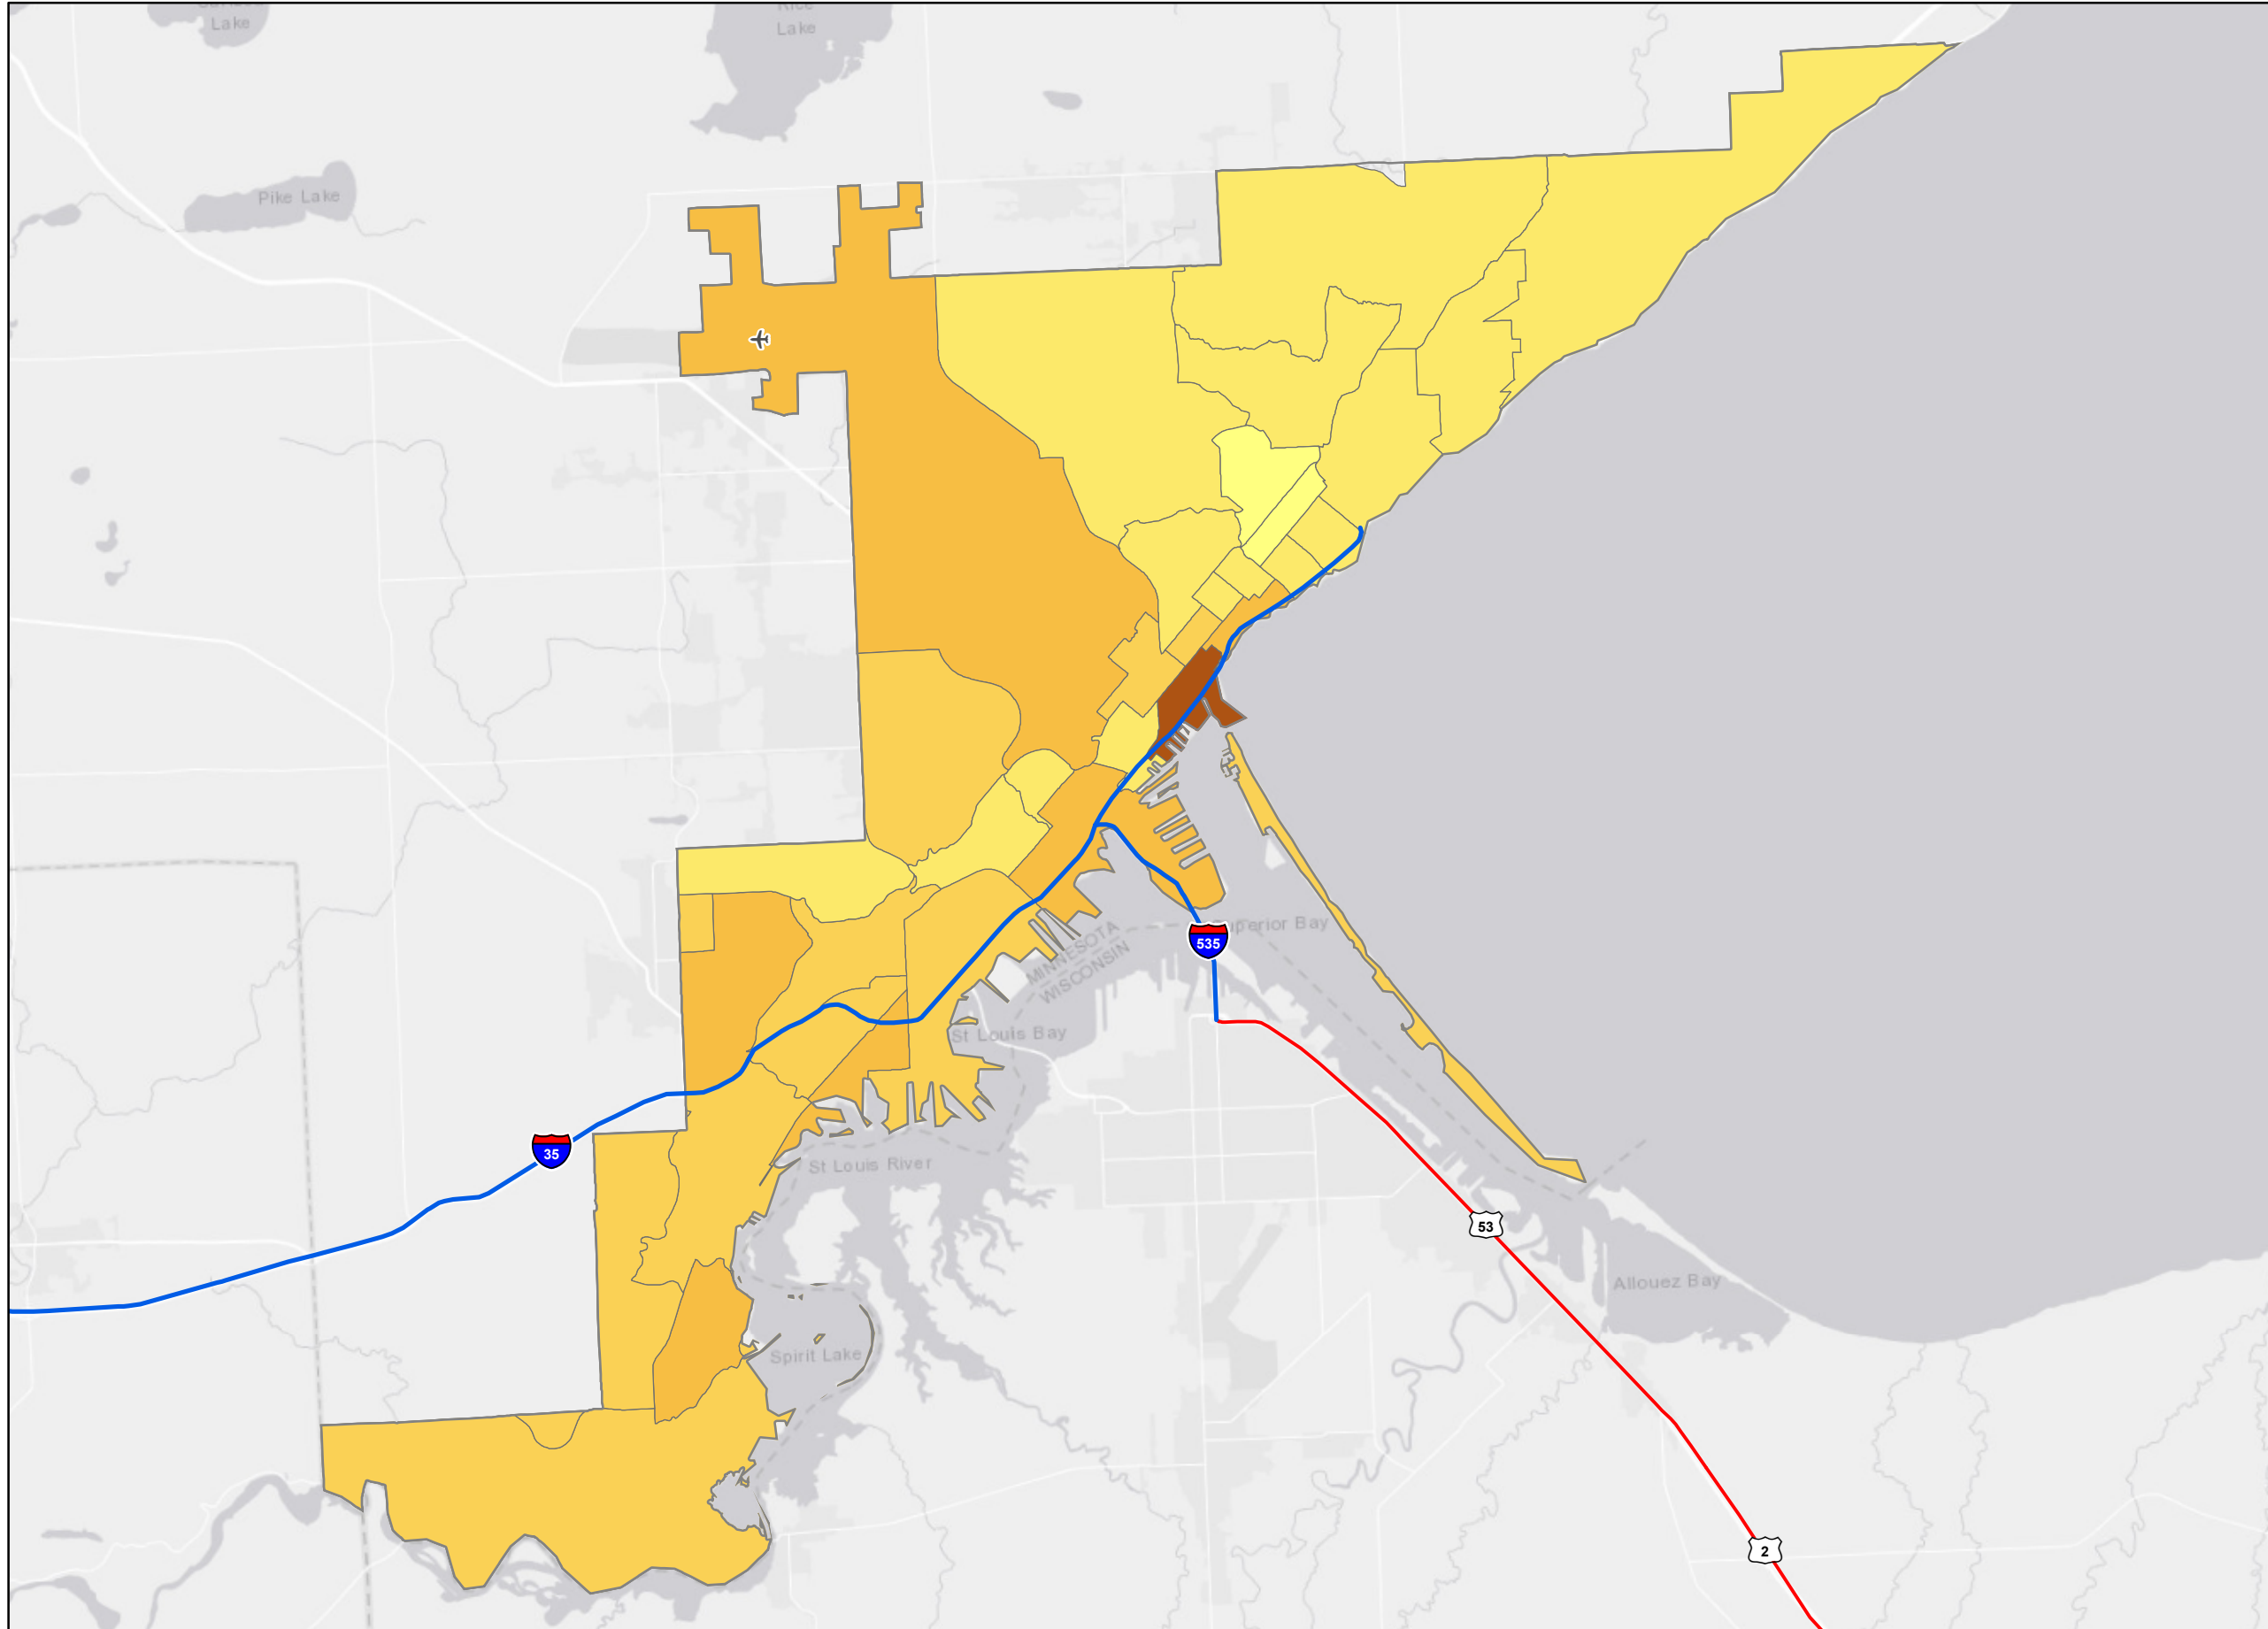 Lake
Rice
Lake
Pike Lake
Superior Bay
535
MINNESOTA
WISCONSIN
St Louis Bay
35
St Louis River
53
Allouez Bay
Spirit Lake
2